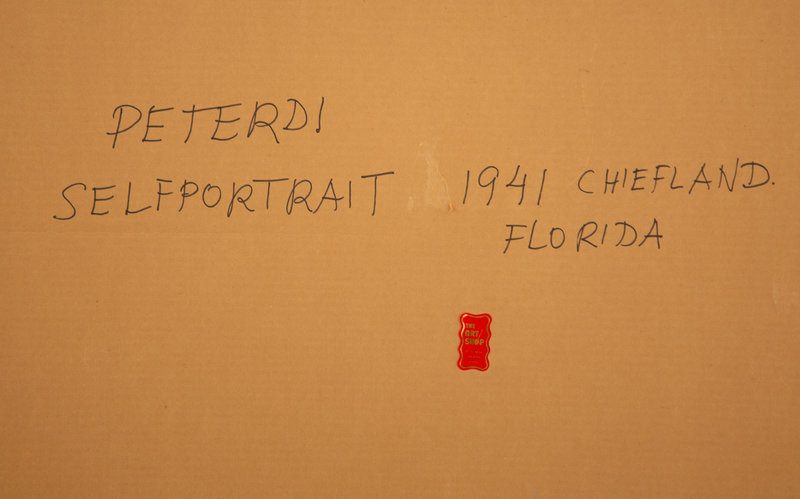 PETERDI
SELFPORTRAIT
1941 CHIEFLAND.
FLORIDA
THE
ART
SHOP